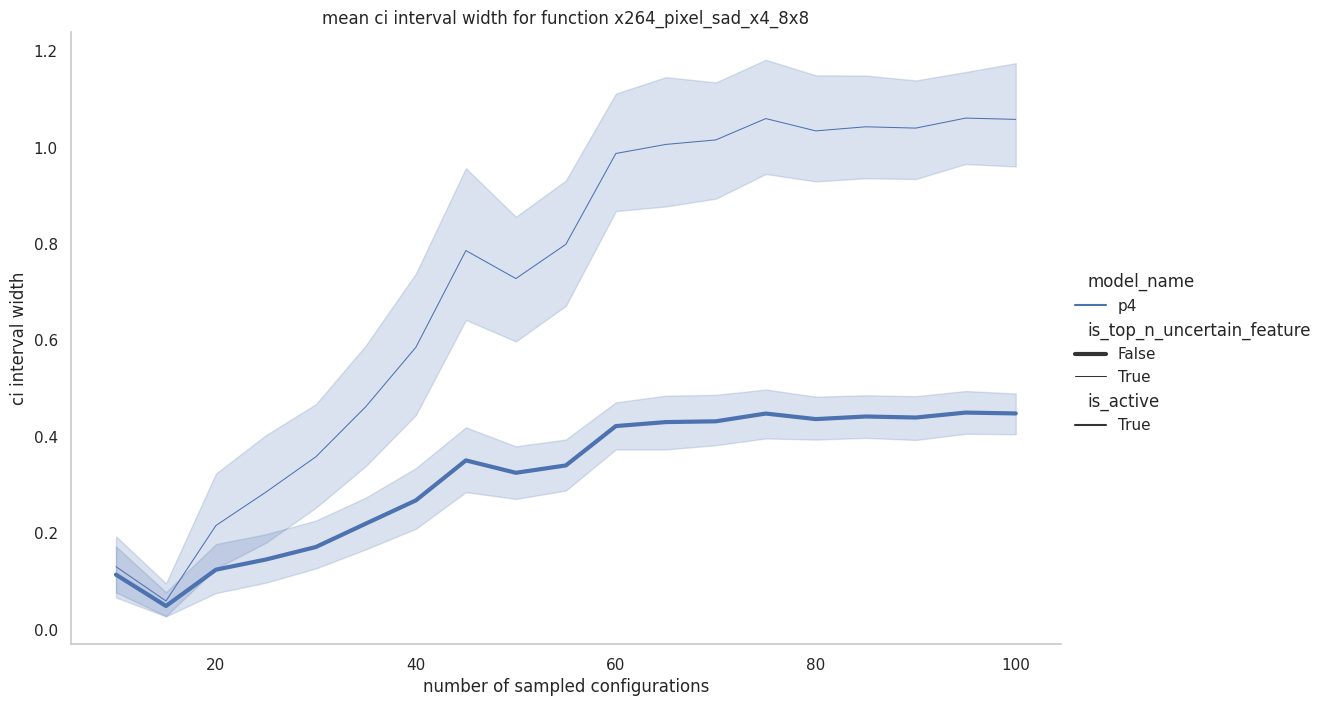 mean ci interval width for function x264_pixel_sad_x4_8x8
1.2
1.0
0.8
0.6
0.4
0.2
0.0
ci interval width
20
40
60
80
100
number of sampled configurations
model_name
p4
is_top_n_uncertain_feature
False
True
is_active
True